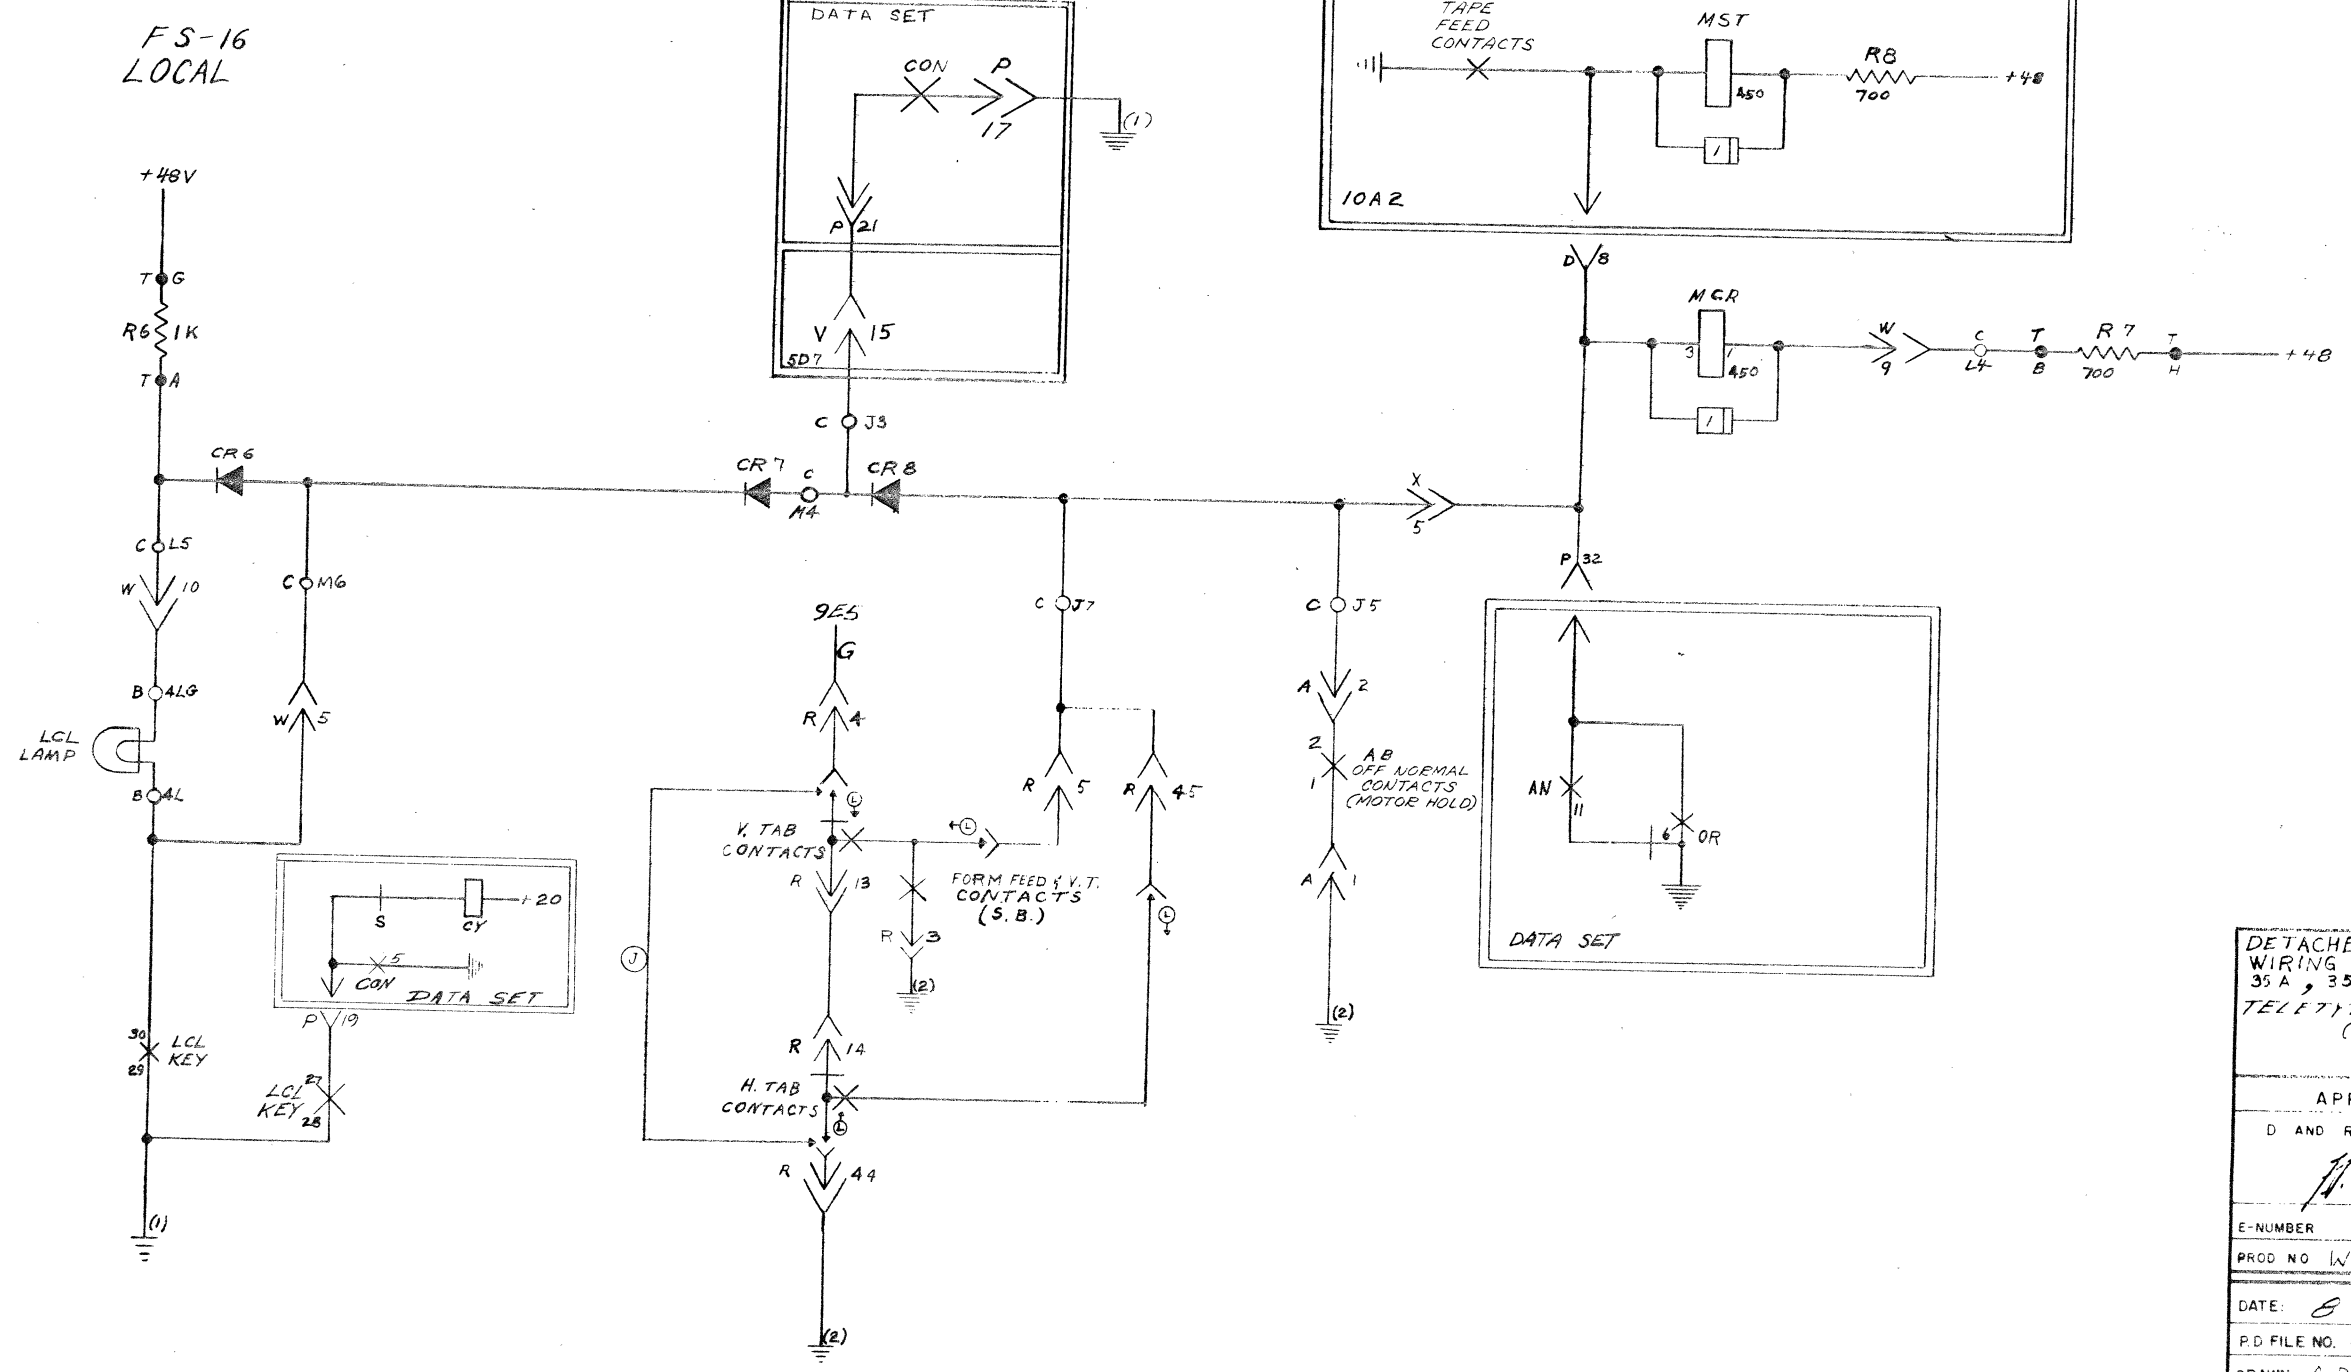 FS-16
LOCAL
DATA SET
CON
P
17
(1)
P 21
V 15
5D7
C J3
TAPE
FEED
CONTACTS
MST
450
R8
700
+48
1
10A2
D 8
MCR
3 1
450
1
W
9
C
L4
T
B
R7
700
T
H
+48
+48V
T G
R6 1K
T A
CR6
CR7
C
M4
CR8
X
5
C L5
W 10
C M6
B 4LG
LCL
LAMP
B 4L
W 5
9E5
G
R 4
L
V. TAB
CONTACTS
L
R 13
FORM FEED & V.T.
CONTACTS
(S.B.)
R 3
(2)
J
R 14
H. TAB
CONTACTS
L
R 44
(2)
C J7
R 5
R 45
L
C J5
A 2
2
1
AB
OFF NORMAL
CONTACTS
(MOTOR HOLD)
A 1
(2)
P 32
AN
11
6
OR
DATA SET
S
CY
+20
5
CON
DATA SET
P 19
30
29
LCL
KEY
LCL
KEY
27
28
(1)
DETACHE
WIRING
35A, 35
TELETY
(
APP
D AND R
E-NUMBER
PROD NO W
DATE: 8
P.D FILE NO.